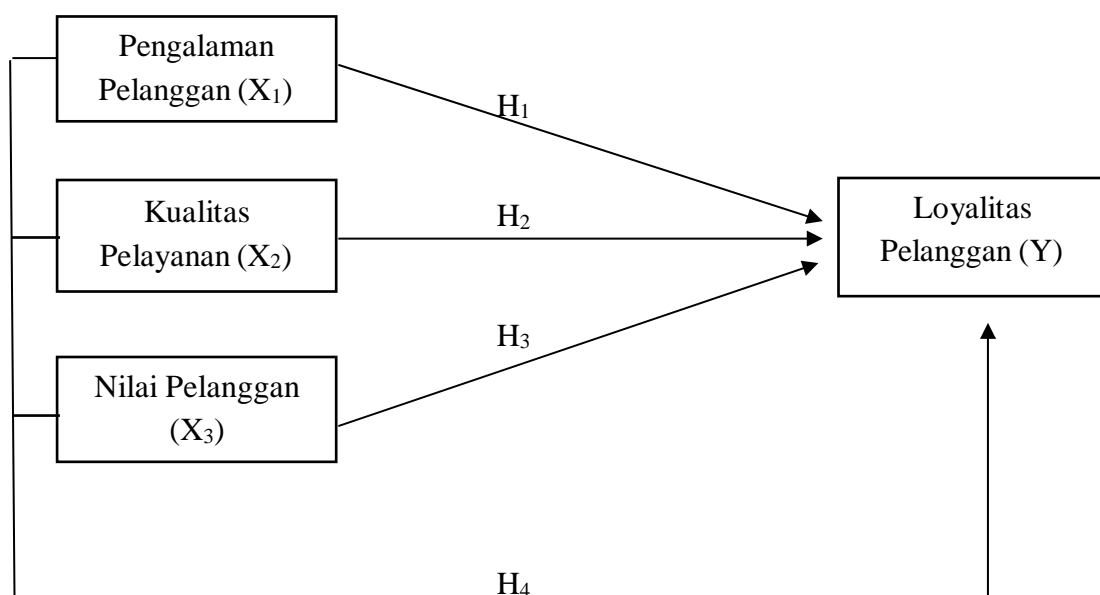 Pengalaman
Pelanggan (X₁)
H₁
Kualitas
Pelayanan (X₂)
H₂
Loyalitas
Pelanggan (Y)
H₃
Nilai Pelanggan
(X₃)
H₄